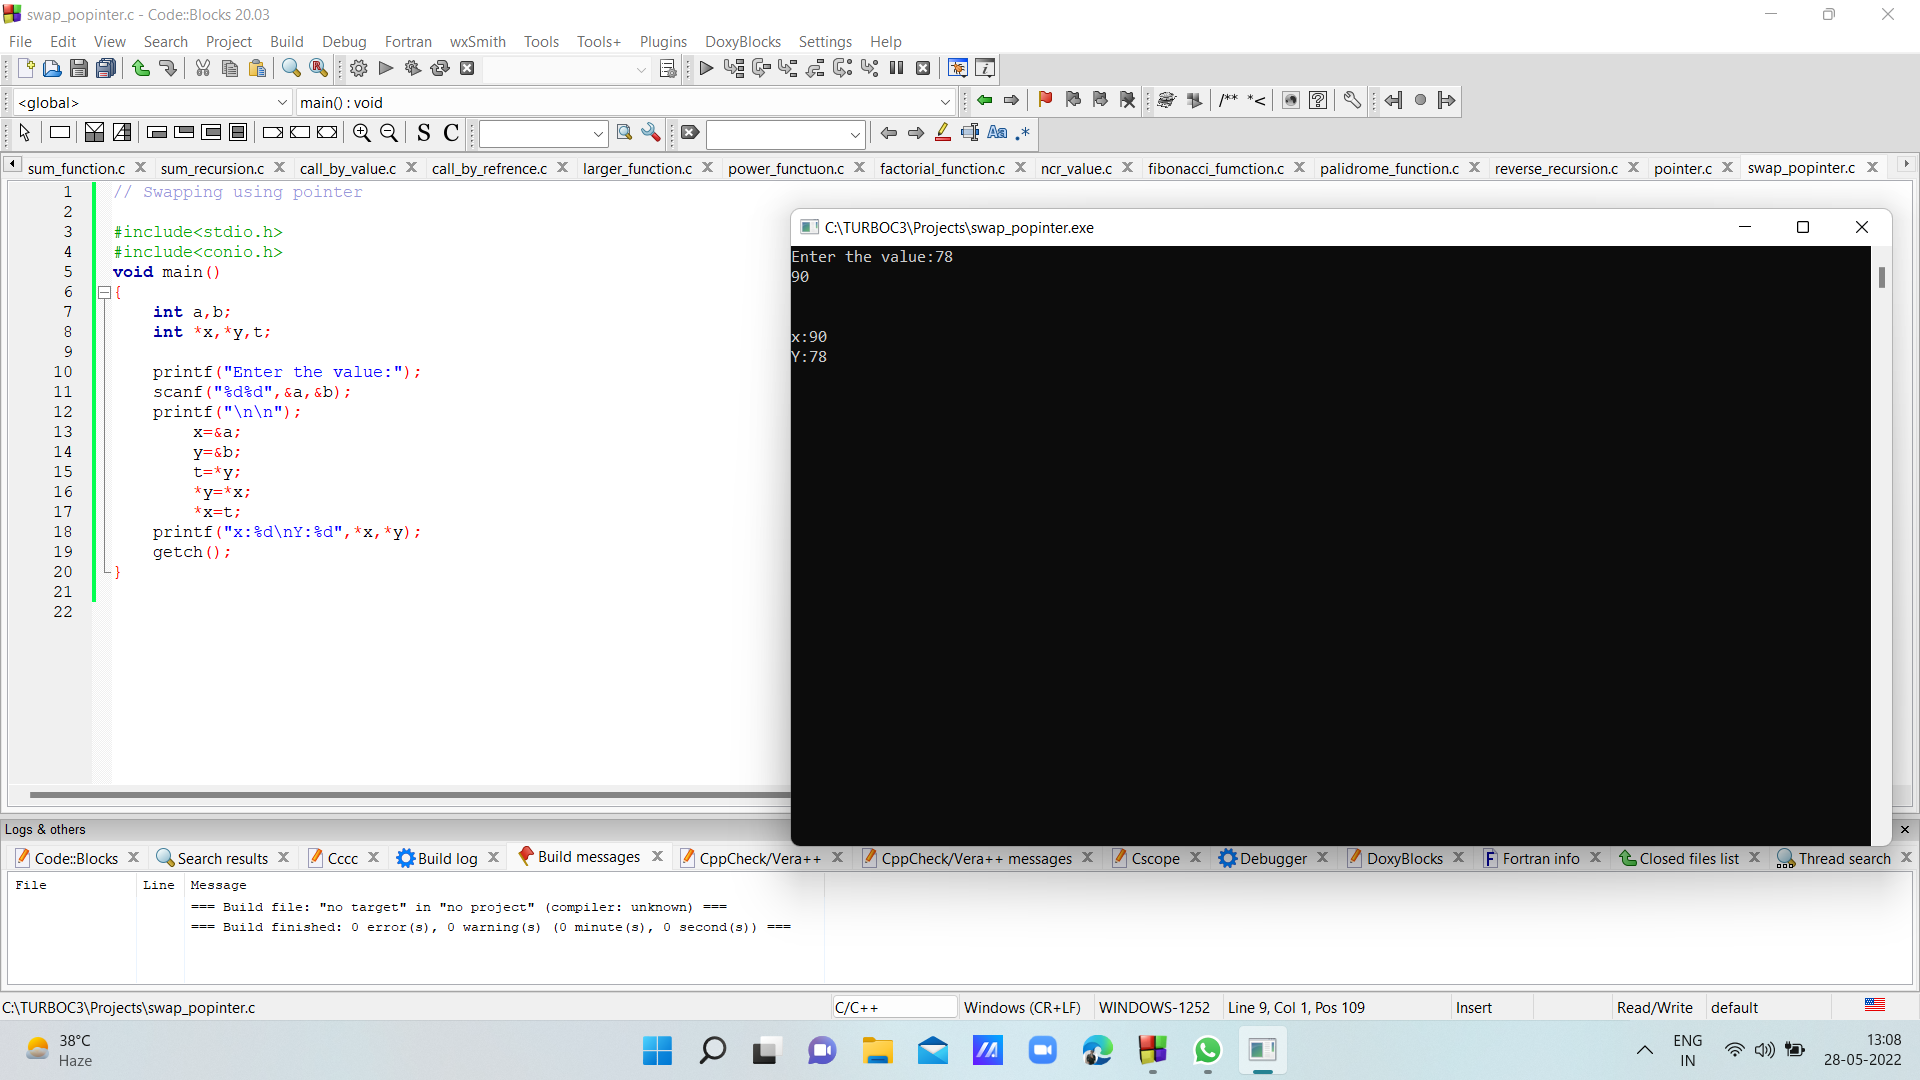 swap_popinter.c - Code::Blocks 20.03
File Edit View Search Project Build Debug Fortran wxSmith Tools Tools+ Plugins DoxyBlocks Settings Help
<global> main() : void /** *<
S C Aa .*
sum_function.c sum_recursion.c call_by_value.c call_by_refrence.c larger_function.c power_functuon.c factorial_function.c ncr_value.c fibonacci_fumction.c palidrome_function.c reverse_recursion.c pointer.c swap_popinter.c
1 // Swapping using pointer
2
3 #include<stdio.h>
4 #include<conio.h>
5 void main()
6 {
7 int a,b;
8 int *x,*y,t;
9
10 printf("Enter the value:");
11 scanf("%d%d",&a,&b);
12 printf("\n\n");
13 x=&a;
14 y=&b;
15 t=*y;
16 *y=*x;
17 *x=t;
18 printf("x:%d\nY:%d",*x,*y);
19 getch();
20 }
21
22
C:\TURBOC3\Projects\swap_popinter.exe
Enter the value:78
90
x:90
Y:78
Logs & others
Code::Blocks Search results Cccc Build log Build messages CppCheck/Vera++ CppCheck/Vera++ messages Cscope Debugger DoxyBlocks Fortran info Closed files list Thread search
File Line Message
=== Build file: "no target" in "no project" (compiler: unknown) ===
=== Build finished: 0 error(s), 0 warning(s) (0 minute(s), 0 second(s)) ===
C:\TURBOC3\Projects\swap_popinter.c C/C++ Windows (CR+LF) WINDOWS-1252 Line 9, Col 1, Pos 109 Insert Read/Write default
38°C
Haze
ENG
IN
13:08
28-05-2022